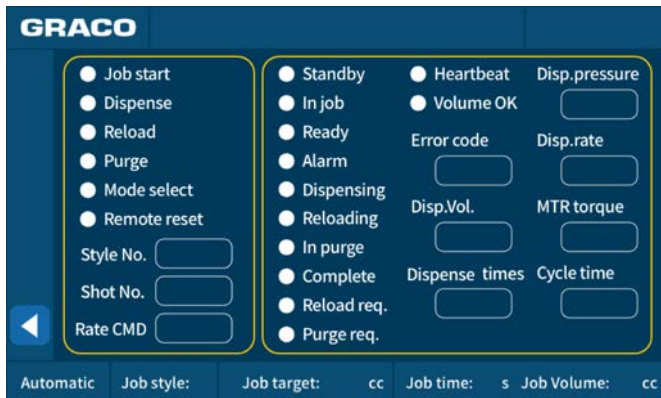 GRACO
Job start
Dispense
Reload
Purge
Mode select
Remote reset
Style No.
Shot No.
Rate CMD
Standby
In job
Ready
Alarm
Dispensing
Reloading
In purge
Complete
Reload req.
Purge req.
Heartbeat
Volume OK
Error code
Disp.Vol.
Dispense times
Disp.pressure
Disp.rate
MTR torque
Cycle time
Automatic Job style: Job target: cc Job time: s Job Volume: cc